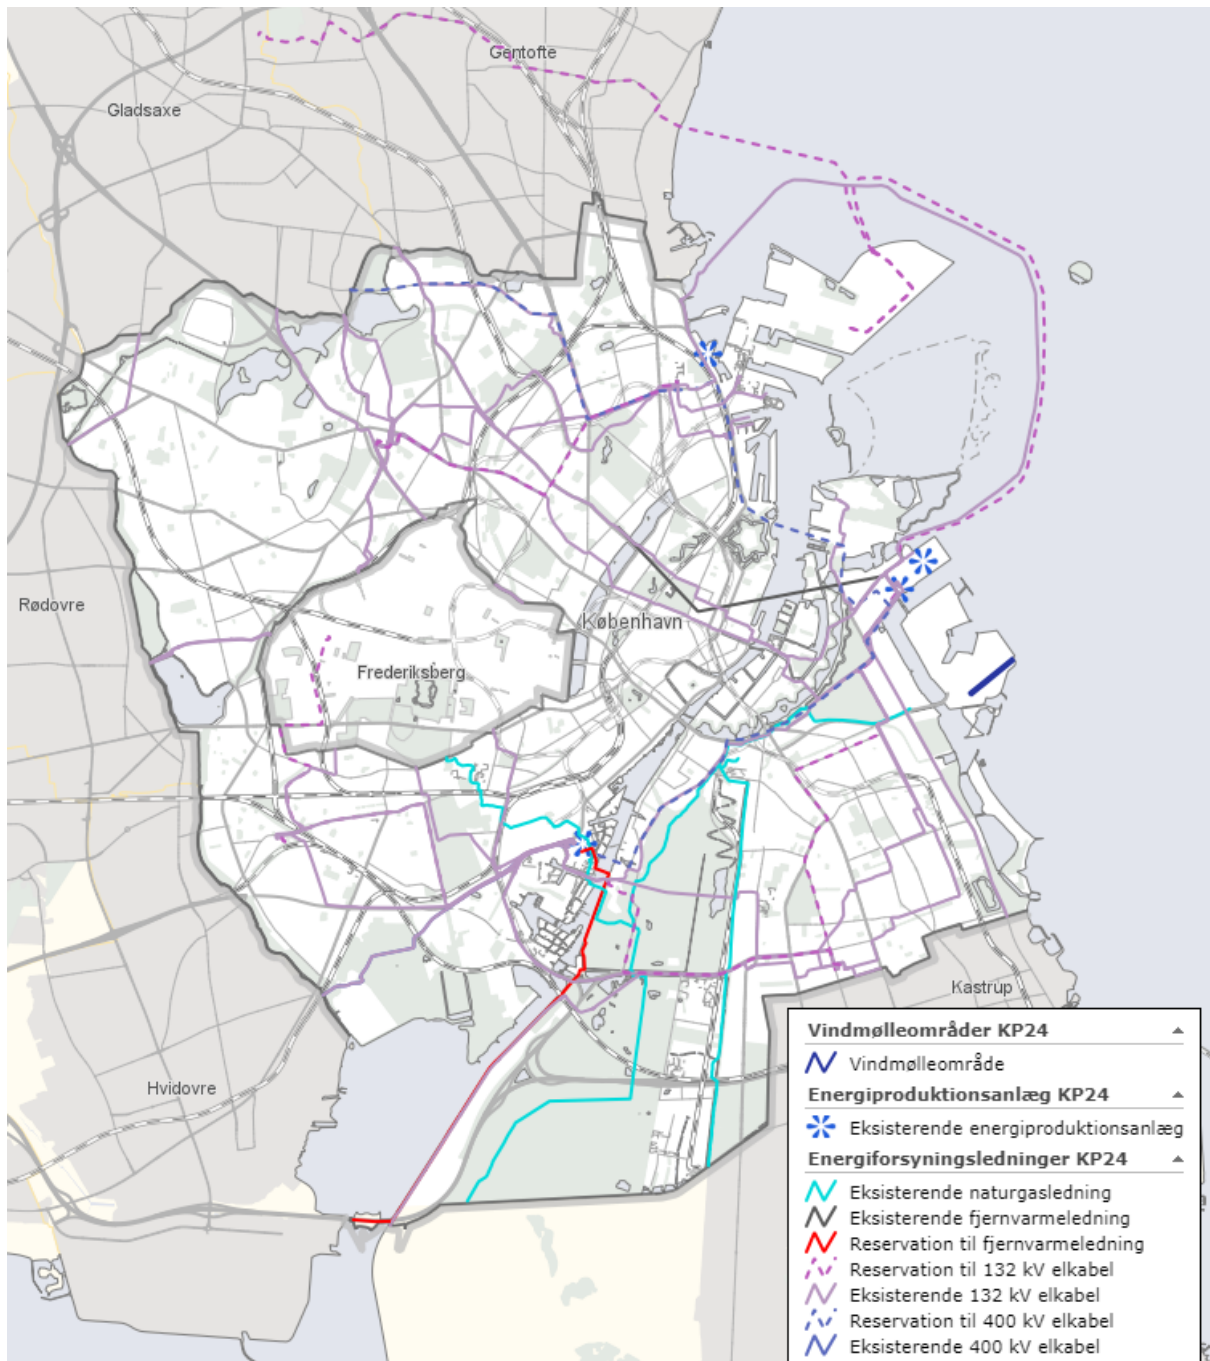 Gentofte
Gladsaxe
Rødovre
København
Frederiksberg
Kastrup
Hvidovre
Vindmølleområder KP24
Vindmølleområde
Energiproduktionsanlæg KP24
Eksisterende energiproduktionsanlæg
Energiforsyningsledninger KP24
Eksisterende naturgasledning
Eksisterende fjernvarmeledning
Reservation til fjernvarmeledning
Reservation til 132 kV elkabel
Eksisterende 132 kV elkabel
Reservation til 400 kV elkabel
Eksisterende 400 kV elkabel